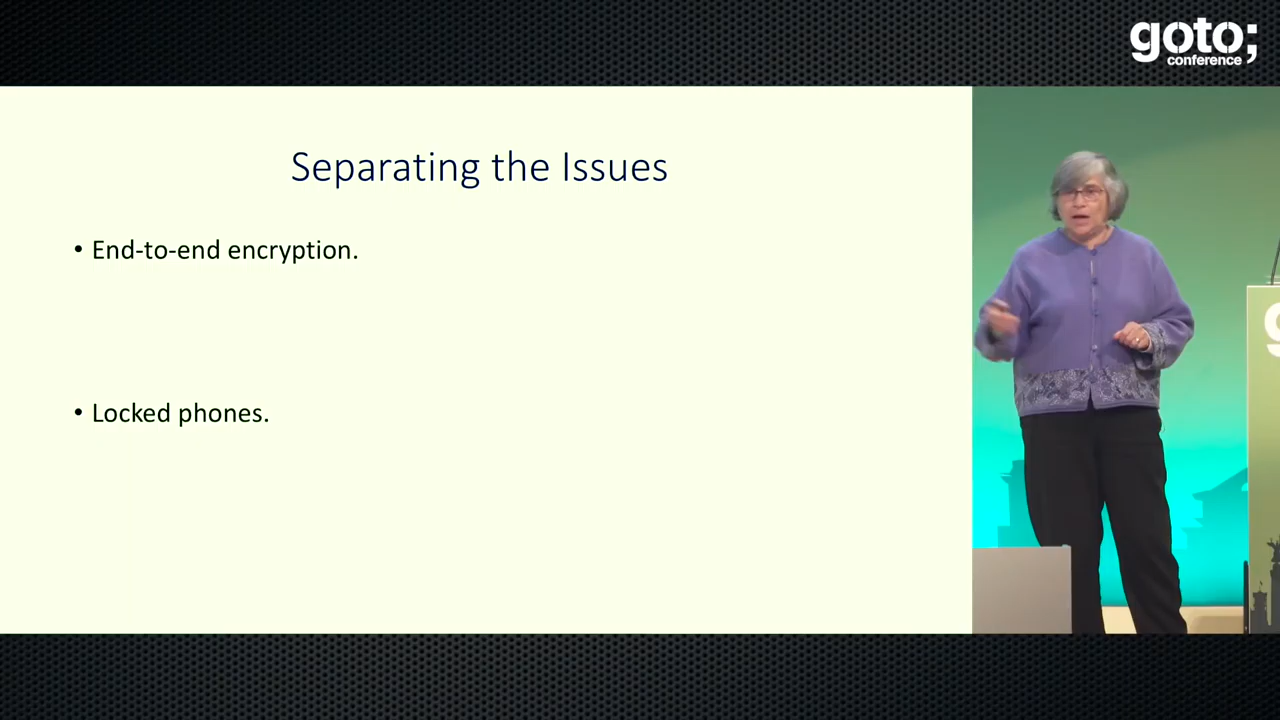 goto;
conference
Separating the Issues
• End-to-end encryption.
• Locked phones.
g